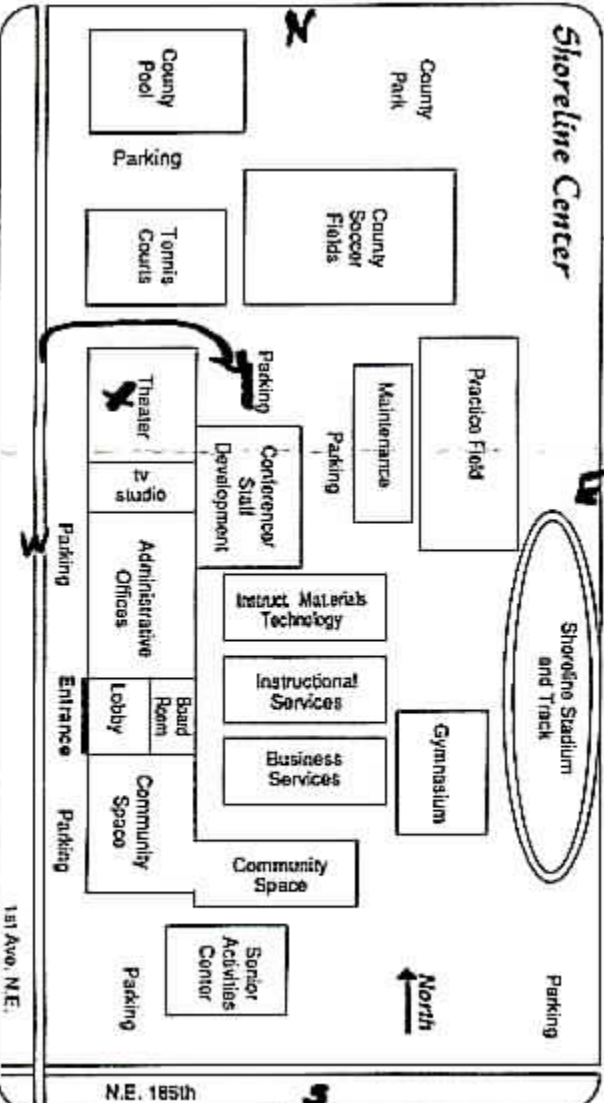 Shoreline Center
N
County
Park
County
Pool
Parking
County
Soccer
Fields
Tennis
Courts
Parking
Theater
tv
studio
Conference/
Staff
Development
Parking
Maintenance
Practice Field
E
Shoreline Stadium
and Track
W
Parking
Administrative
Offices
Instruct. Materials
Technology
Instructional
Services
Business
Services
Gymnasium
Entrance
Lobby
Board
Room
Parking
Community
Space
Community
Space
Senior
Activities
Center
Parking
North
Parking
1st Ave. N.E.
N.E. 185th
S